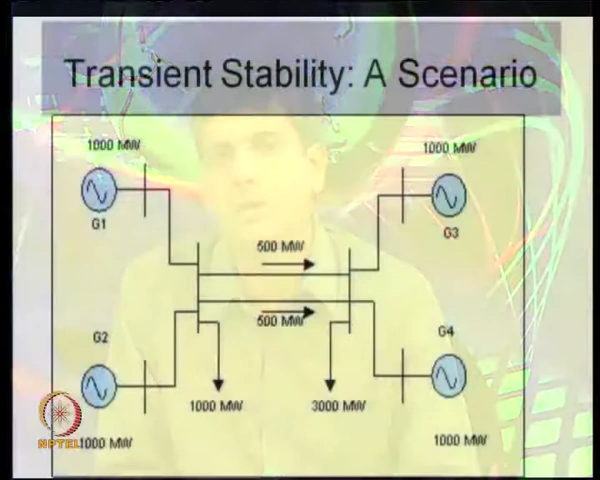 Transient Stability: A Scenario
1000 MW
1000 MW
G1
G3
500 MW
500 MW
G2
G4
1000 MW
3000 MW
NPTEL
1000 MW
1000 MW